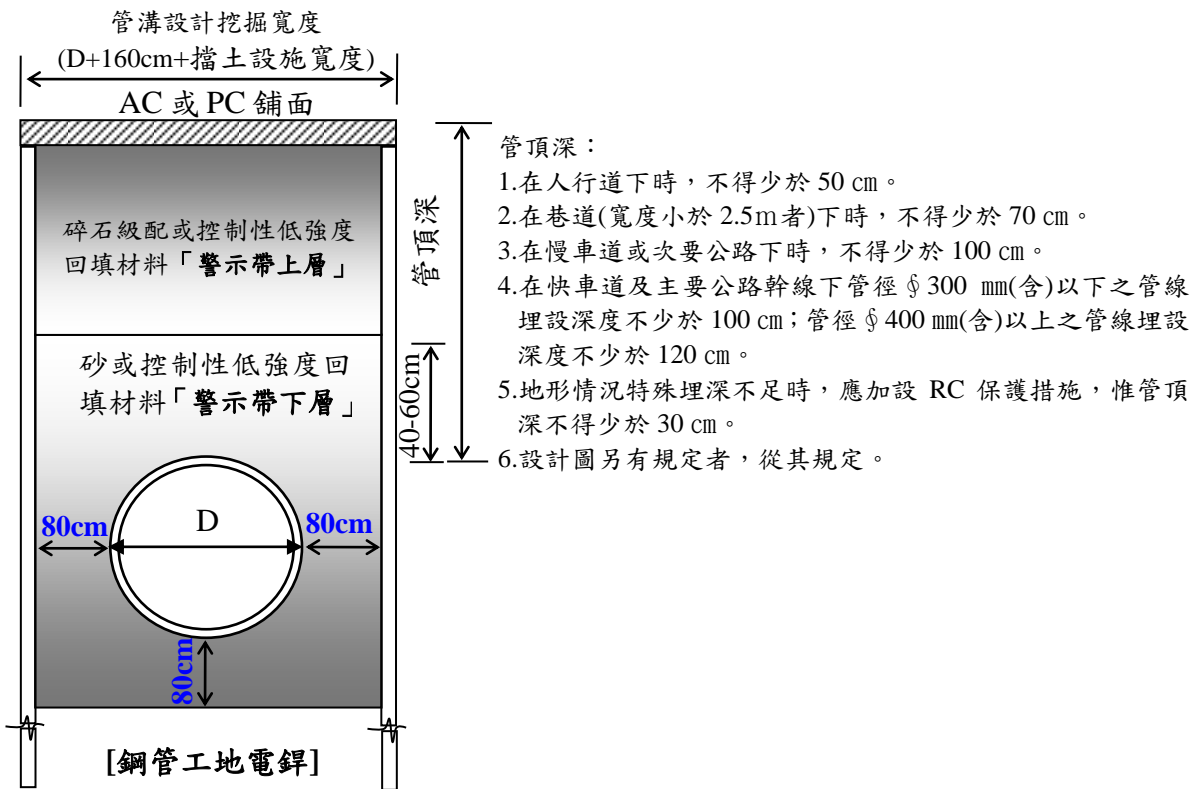 管溝設計挖掘寬度
(D+160cm+擋土設施寬度)
AC 或 PC 舖面
碎石級配或控制性低強度
回填材料「警示帶上層」
砂或控制性低強度回
填材料「警示帶下層」
管頂深
40-60cm
80cm
D
80cm
80cm
[鋼管工地電銲]
管頂深：
1.在人行道下時，不得少於 50 ㎝。
2.在巷道(寬度小於 2.5ｍ者)下時，不得少於 70 ㎝。
3.在慢車道或次要公路下時，不得少於 100 ㎝。
4.在快車道及主要公路幹線下管徑∮300 ㎜(含)以下之管線
埋設深度不少於 100 ㎝；管徑∮400 ㎜(含)以上之管線埋設
深度不少於 120 ㎝。
5.地形情況特殊埋深不足時，應加設 RC 保護措施，惟管頂
深不得少於 30 ㎝。
6.設計圖另有規定者，從其規定。